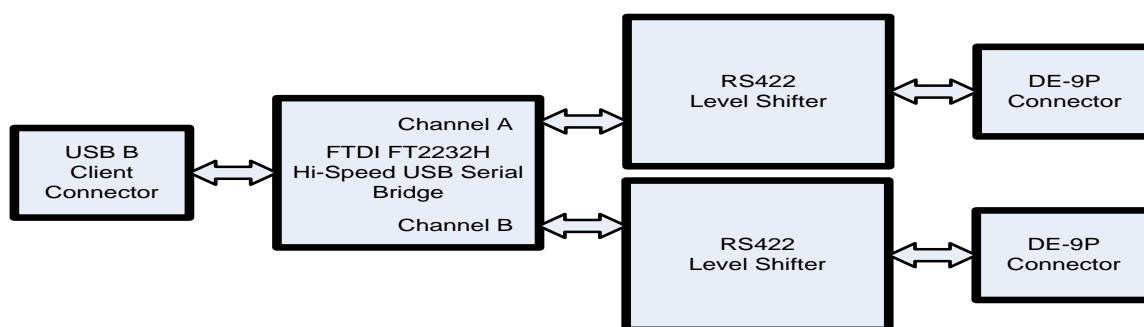 USB B
Client
Connector
Channel A
FTDI FT2232H
Hi-Speed USB Serial
Bridge
Channel B
RS422
Level Shifter
DE-9P
Connector
RS422
Level Shifter
DE-9P
Connector